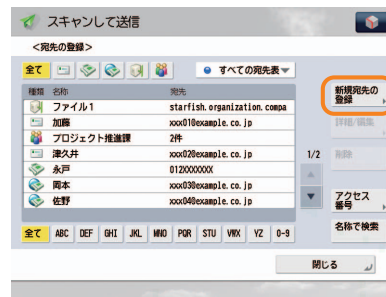 スキャンして送信
<宛先の登録>
全て すべての宛先表▼
種類 名称 宛先
ファイル1 starfish.organization.compa
加藤 xxx010example.co.jp
プロジェクト推進課 2件
津久井 xxx020example.co.jp
永戸 012XXXXXXX
岡本 xxx030example.co.jp
佐野 xxx040example.co.jp
1/2
新規宛先の
登録
詳細/編集
削除
アクセス
番号
名称で検索
全て ABC DEF GHI JKL MNO PQR STU VWX YZ 0-9
閉じる